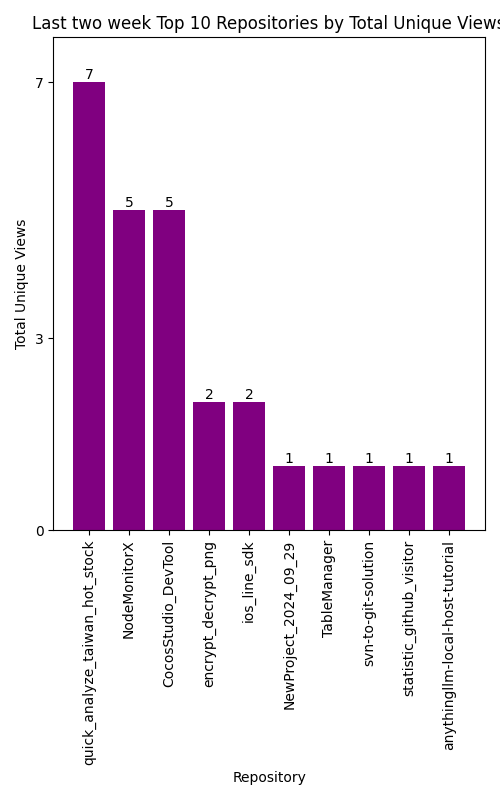 Last two week Top 10 Repositories by Total Unique Views
7
5
5
2
2
1
1
1
1
1
7
3
0
Total Unique Views
quick_analyze_taiwan_hot_stock
NodeMonitorX
CocosStudio_DevTool
encrypt_decrypt_png
ios_line_sdk
NewProject_2024_09_29
TableManager
svn-to-git-solution
statistic_github_visitor
anythingllm-local-host-tutorial
Repository